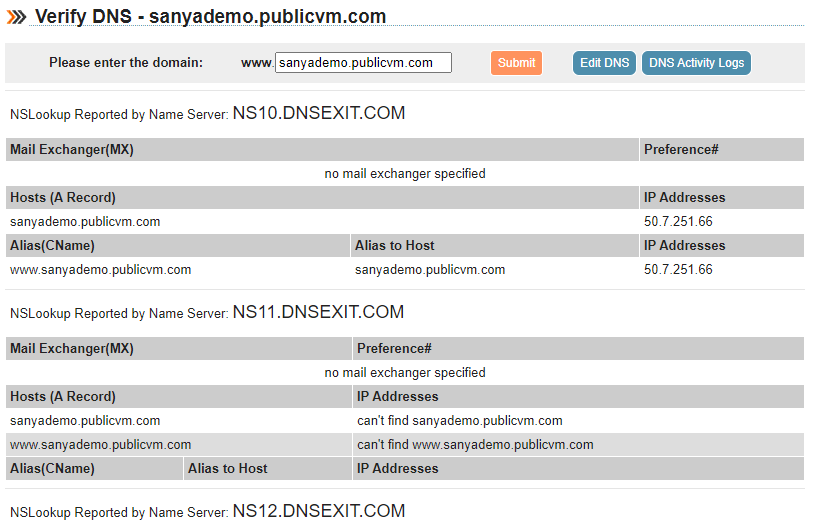 Verify DNS - sanyademo.publicvm.com
Please enter the domain: www. sanyademo.publicvm.com Submit Edit DNS DNS Activity Logs
NSLookup Reported by Name Server: NS10.DNSEXIT.COM
Mail Exchanger(MX) Preference#
no mail exchanger specified
Hosts (A Record) IP Addresses
sanyademo.publicvm.com 50.7.251.66
Alias(CName) Alias to Host IP Addresses
www.sanyademo.publicvm.com sanyademo.publicvm.com 50.7.251.66
NSLookup Reported by Name Server: NS11.DNSEXIT.COM
Mail Exchanger(MX) Preference#
no mail exchanger specified
Hosts (A Record) IP Addresses
sanyademo.publicvm.com can't find sanyademo.publicvm.com
www.sanyademo.publicvm.com can't find www.sanyademo.publicvm.com
Alias(CName) Alias to Host IP Addresses
NSLookup Reported by Name Server: NS12.DNSEXIT.COM